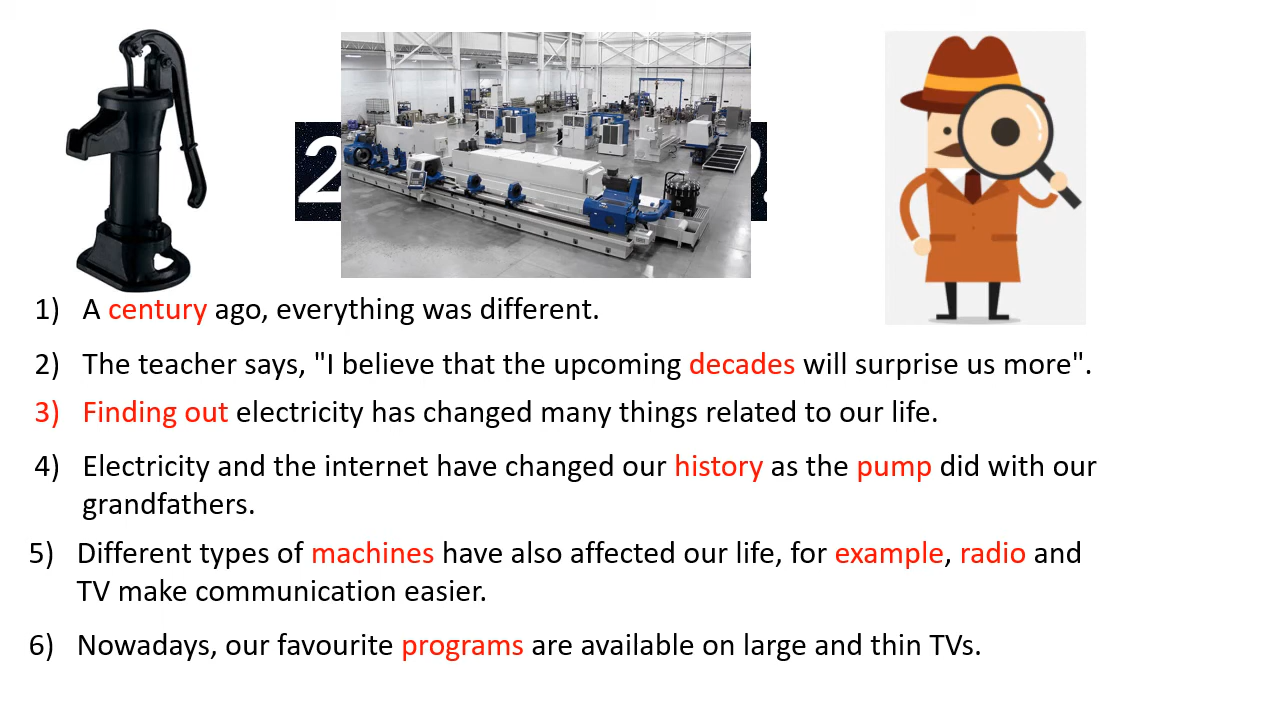 1) A century ago, everything was different.
2) The teacher says, "I believe that the upcoming decades will surprise us more".
3) Finding out electricity has changed many things related to our life.
4) Electricity and the internet have changed our history as the pump did with our
grandfathers.
5) Different types of machines have also affected our life, for example, radio and
TV make communication easier.
6) Nowadays, our favourite programs are available on large and thin TVs.